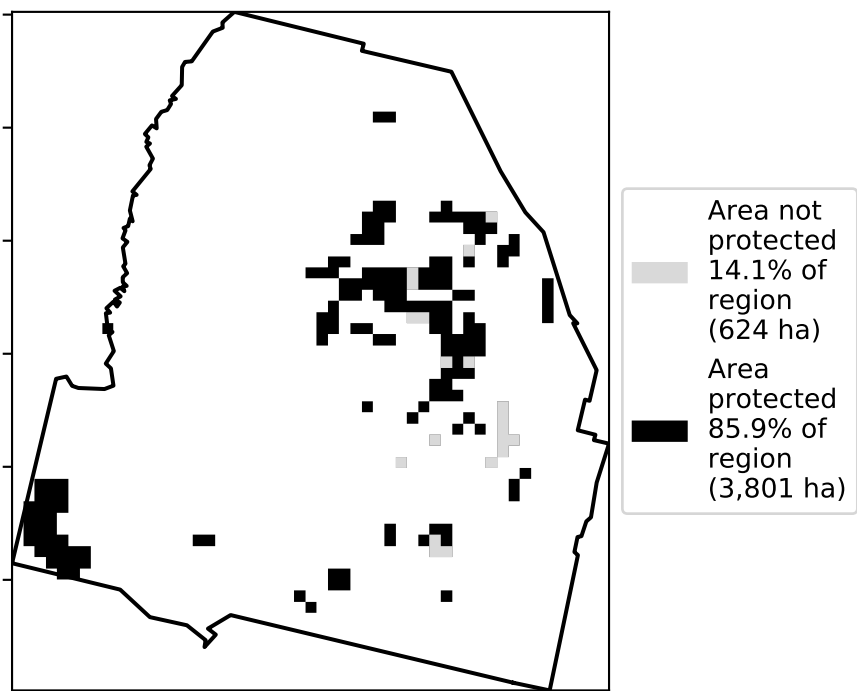 Area not
protected
14.1% of
region
(624 ha)
Area
protected
85.9% of
region
(3,801 ha)